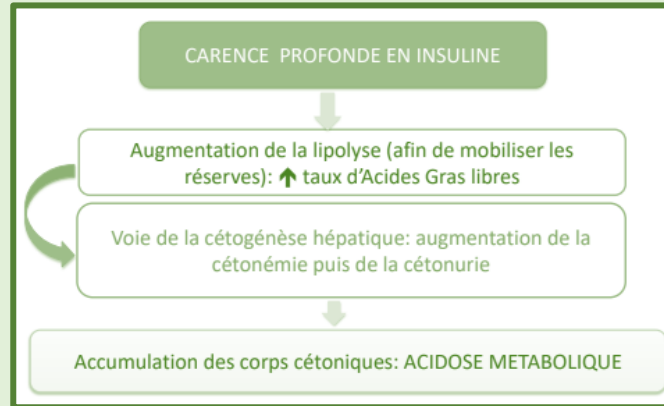 CARENCE  PROFONDE EN INSULINE
Augmentation de la lipolyse (afin de mobiliser les
réserves): ↑ taux d'Acides Gras libres
Voie de la cétogénèse hépatique: augmentation de la
cétonémie puis de la cétonurie
Accumulation des corps cétoniques: ACIDOSE METABOLIQUE